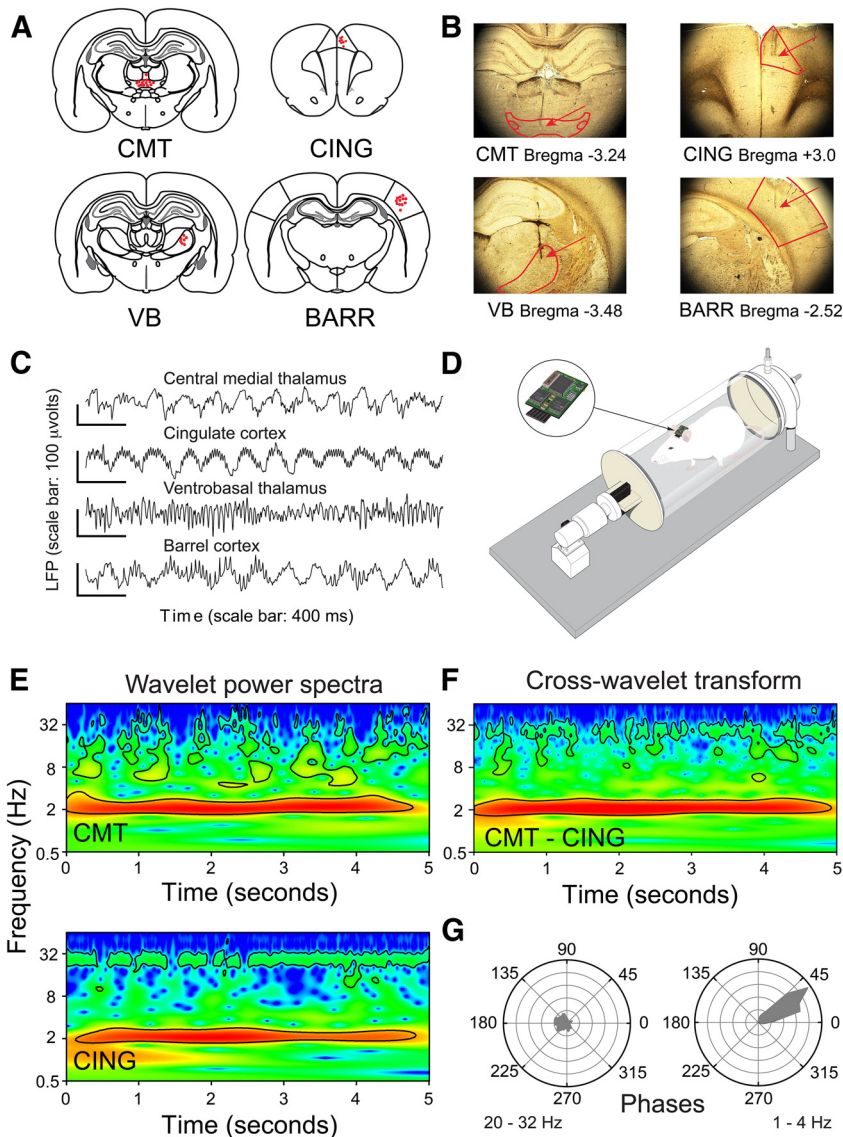 A
CMT
CING
VB
BARR
B
CMT Bregma -3.24
CING Bregma +3.0
VB Bregma -3.48
BARR Bregma -2.52
C
LFP (scale bar: 100 µvolts)
Central medial thalamus
Cingulate cortex
Ventrobasal thalamus
Barrel cortex
Time (scale bar: 400 ms)
D
E
Wavelet power spectra
Frequency (Hz)
32
8
2
0.5
CMT
0 1 2 3 4 5
Time (seconds)
32
8
2
0.5
CING
0 1 2 3 4 5
Time (seconds)
F
Cross-wavelet transform
32
8
2
0.5
CMT - CING
0 1 2 3 4 5
Time (seconds)
G
90
135 45
180 0
225 315
270
90
135 45
180 0
225 315
270
Phases
20 - 32 Hz
1 - 4 Hz